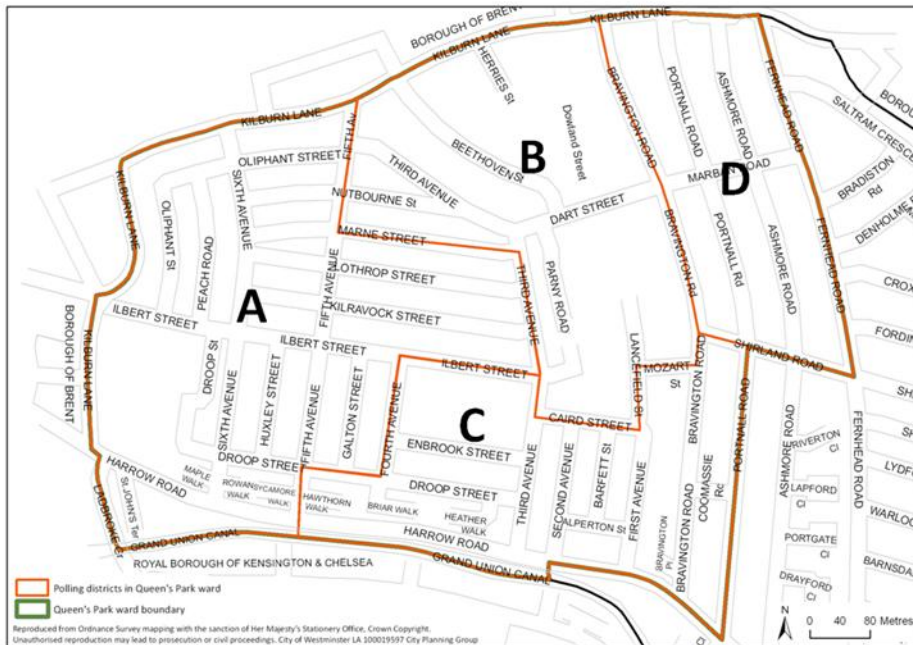 BOROUGH OF BRENT
KILBURN LANE
KILBURN LANE
KILBURN LANE
HERRIES St
Dowland Street
BEETHOVEN St
B
BRAVINGTON ROAD
PORTNALL ROAD
ASHMORE ROAD
FERNHEAD ROAD
SALTRAM CRESC
BRADISTON
Rd
DENHOLME
MARBAN ROAD
D
FIFTH AV
OLIPHANT STREET
THIRD AVENUE
NUTBOURNE St
DART STREET
KILBURN LANE
OLIPHANT St
PEACH ROAD
SIXTH AVENUE
MARNE STREET
LOTHROP STREET
KILRAVOCK STREET
FIFTH AVENUE
THIRD AVENUE
PARNY ROAD
BRAVINGTON Rd
PORTNALL Rd
ASHMORE ROAD
FERNHEAD ROAD
CROX
FORDIN
A
ILBERT STREET
ILBERT STREET
ILBERT STREET
LANCEFIELD St
MOZART
St
SHIRLAND ROAD
BOROUGH OF BRENT
KILBURN LANE
DROOP St
SIXTH AVENUE
HUXLEY STREET
FIFTH AVENUE
GALTON STREET
FOURTH AVENUE
C
CAIRD STREET
ENBROOK STREET
DROOP STREET
DROOP STREET
THIRD AVENUE
SECOND AVENUE
BARFETT St
FIRST AVENUE
ALPERTON St
BRAVINGTON ROAD
BRAVINGTON ROAD
COOMASSIE
PORTNALL ROAD
ASHMORE ROAD
FERNHEAD ROAD
RIVERTON Cl
LAPFORD
Cl
PORTGATE
Cl
DRAYFORD
Cl
LYDF
WARLOC
BARNSDA
HARROW ROAD
MAPLE
WALK
ROWAN
WALK
SYCAMORE
WALK
HAWTHORN
WALK
BRIAR WALK
HEATHER
WALK
HARROW ROAD
BRAVINGTON
Pl
LADBROKE Gr
St JOHN'S Ter
GRAND UNION CANAL
GRAND UNION CANAL
ROYAL BOROUGH OF KENSINGTON & CHELSEA
Polling districts in Queen's Park ward
Queen's Park ward boundary
N
0 40 80 Metres
Reproduced from Ordnance Survey mapping with the sanction of Her Majesty's Stationery Office, Crown Copyright.
Unauthorised reproduction may lead to prosecution or civil proceedings. City of Westminster LA 100019597 City Planning Group